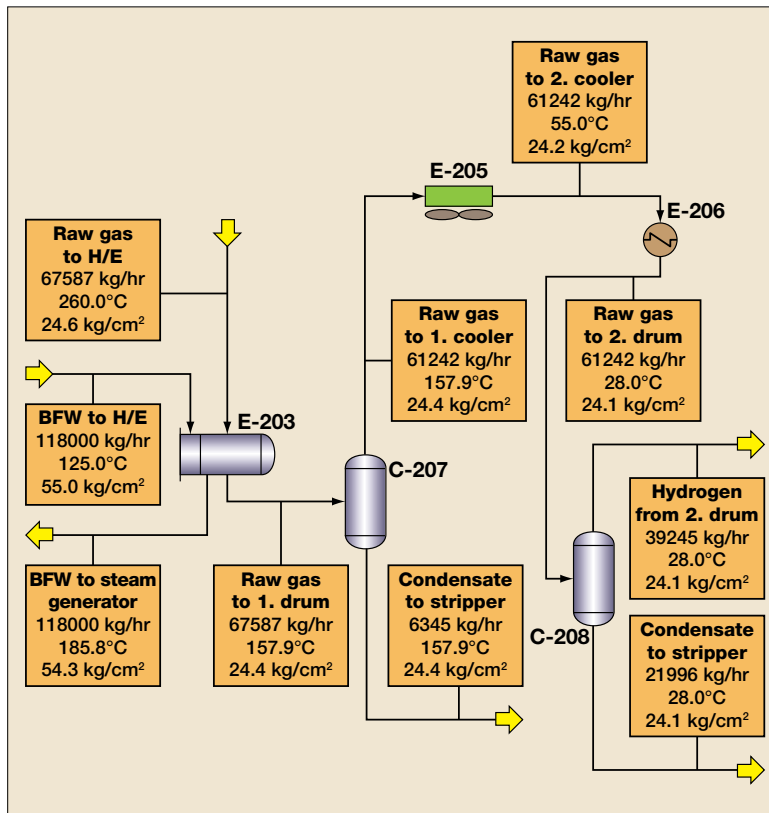 Raw gas
to 2. cooler
61242 kg/hr
55.0°C
24.2 kg/cm²
E-205
E-206
Raw gas
to H/E
67587 kg/hr
260.0°C
24.6 kg/cm²
Raw gas
to 1. cooler
61242 kg/hr
157.9°C
24.4 kg/cm²
Raw gas
to 2. drum
61242 kg/hr
28.0°C
24.1 kg/cm²
BFW to H/E
118000 kg/hr
125.0°C
55.0 kg/cm²
E-203
C-207
Hydrogen
from 2. drum
39245 kg/hr
28.0°C
24.1 kg/cm²
BFW to steam
generator
118000 kg/hr
185.8°C
54.3 kg/cm²
Raw gas
to 1. drum
67587 kg/hr
157.9°C
24.4 kg/cm²
Condensate
to stripper
6345 kg/hr
157.9°C
24.4 kg/cm²
C-208
Condensate
to stripper
21996 kg/hr
28.0°C
24.1 kg/cm²